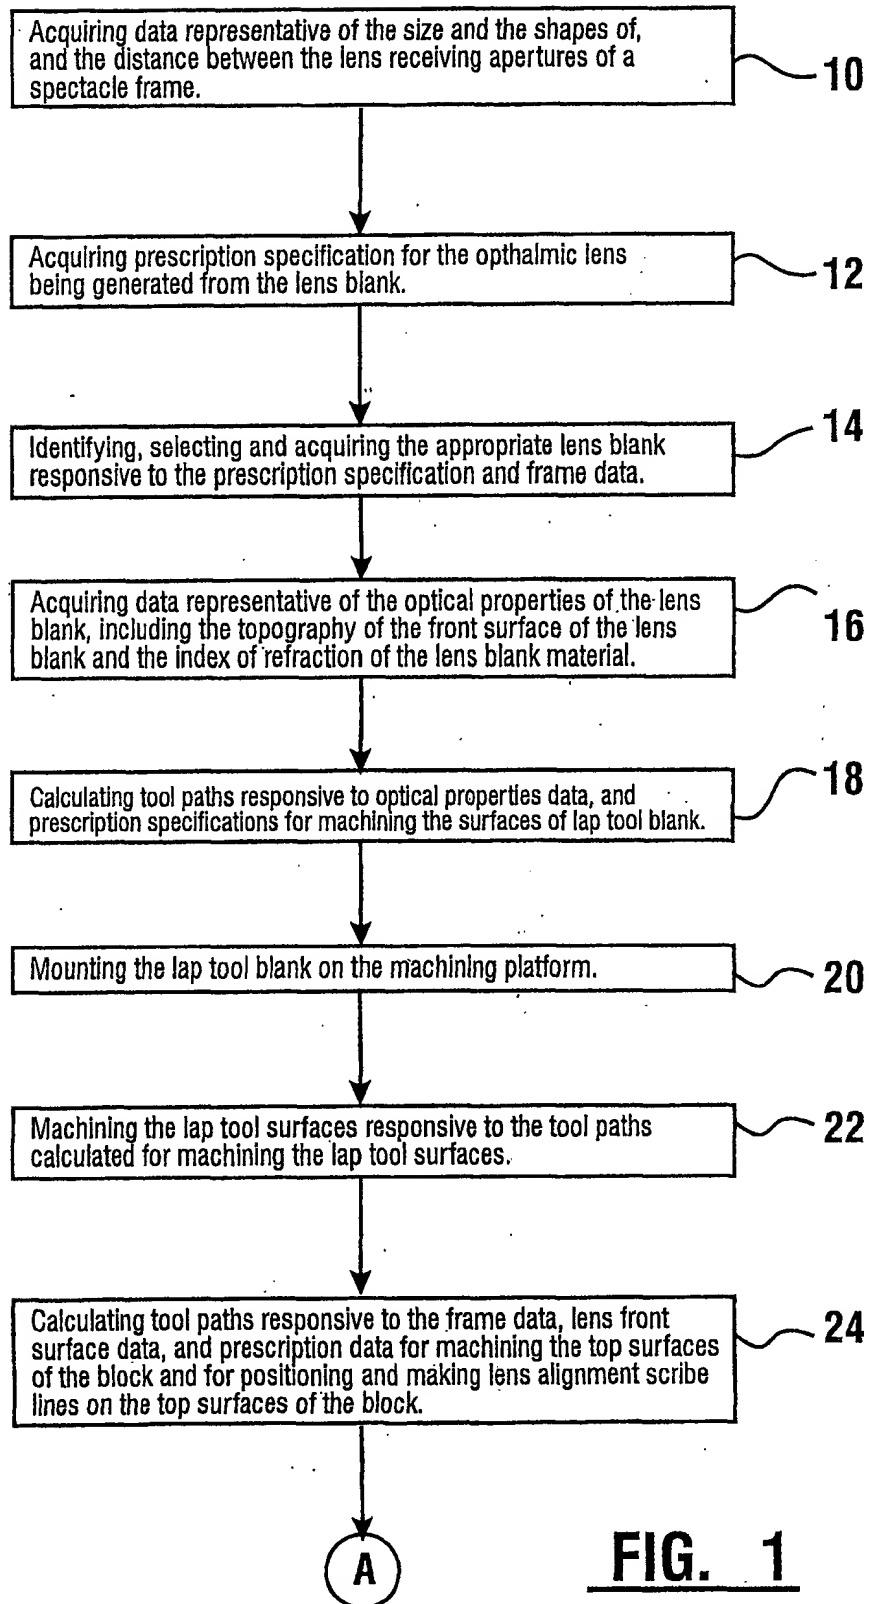 Acquiring data representative of the size and the shapes of,
and the distance between the lens receiving apertures of a
spectacle frame.
10
Acquiring prescription specification for the opthalmic lens
being generated from the lens blank.
12
Identifying, selecting and acquiring the appropriate lens blank
responsive to the prescription specification and frame data.
14
Acquiring data representative of the optical properties of the lens
blank, including the topography of the front surface of the lens
blank and the index of refraction of the lens blank material.
16
Calculating tool paths responsive to optical properties data, and
prescription specifications for machining the surfaces of lap tool blank.
18
Mounting the lap tool blank on the machining platform.
20
Machining the lap tool surfaces responsive to the tool paths
calculated for machining the lap tool surfaces.
22
Calculating tool paths responsive to the frame data, lens front
surface data, and prescription data for machining the top surfaces
of the block and for positioning and making lens alignment scribe
lines on the top surfaces of the block.
24
A
FIG. 1